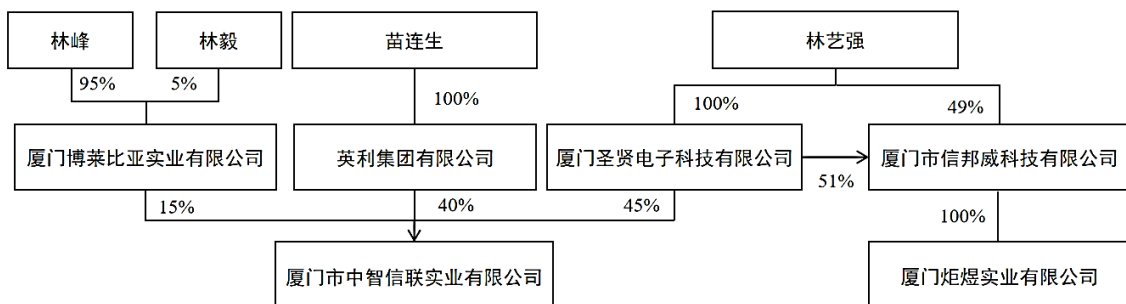 林峰
林毅
苗连生
林艺强
95%
5%
100%
100%
49%
厦门博莱比亚实业有限公司
英利集团有限公司
厦门圣贤电子科技有限公司
厦门市信邦威科技有限公司
51%
15%
40%
45%
100%
厦门市中智信联实业有限公司
厦门炬煜实业有限公司